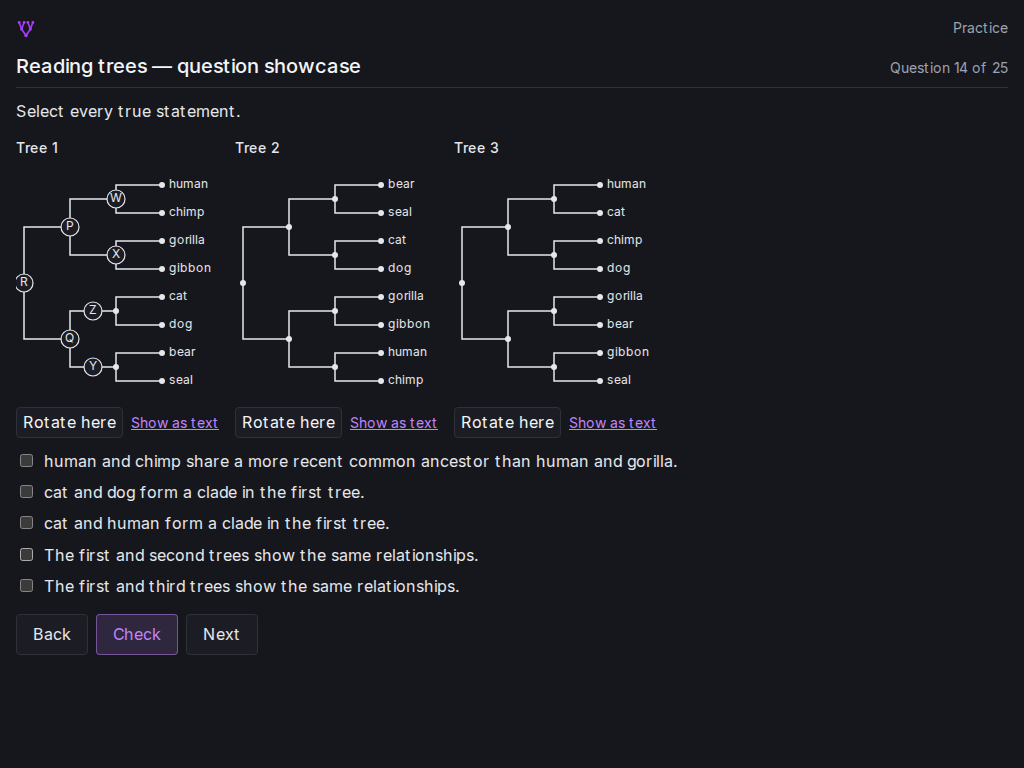 Practice
Reading trees — question showcase
Question 14 of 25
Select every true statement.
Tree 1
Tree 2
Tree 3
R
P
Q
W
X
Z
Y
human
chimp
gorilla
gibbon
cat
dog
bear
seal
bear
seal
cat
dog
gorilla
gibbon
human
chimp
human
cat
chimp
dog
gorilla
bear
gibbon
seal
Rotate here Show as text
Rotate here Show as text
Rotate here Show as text
human and chimp share a more recent common ancestor than human and gorilla.
cat and dog form a clade in the first tree.
cat and human form a clade in the first tree.
The first and second trees show the same relationships.
The first and third trees show the same relationships.
Back
Check
Next